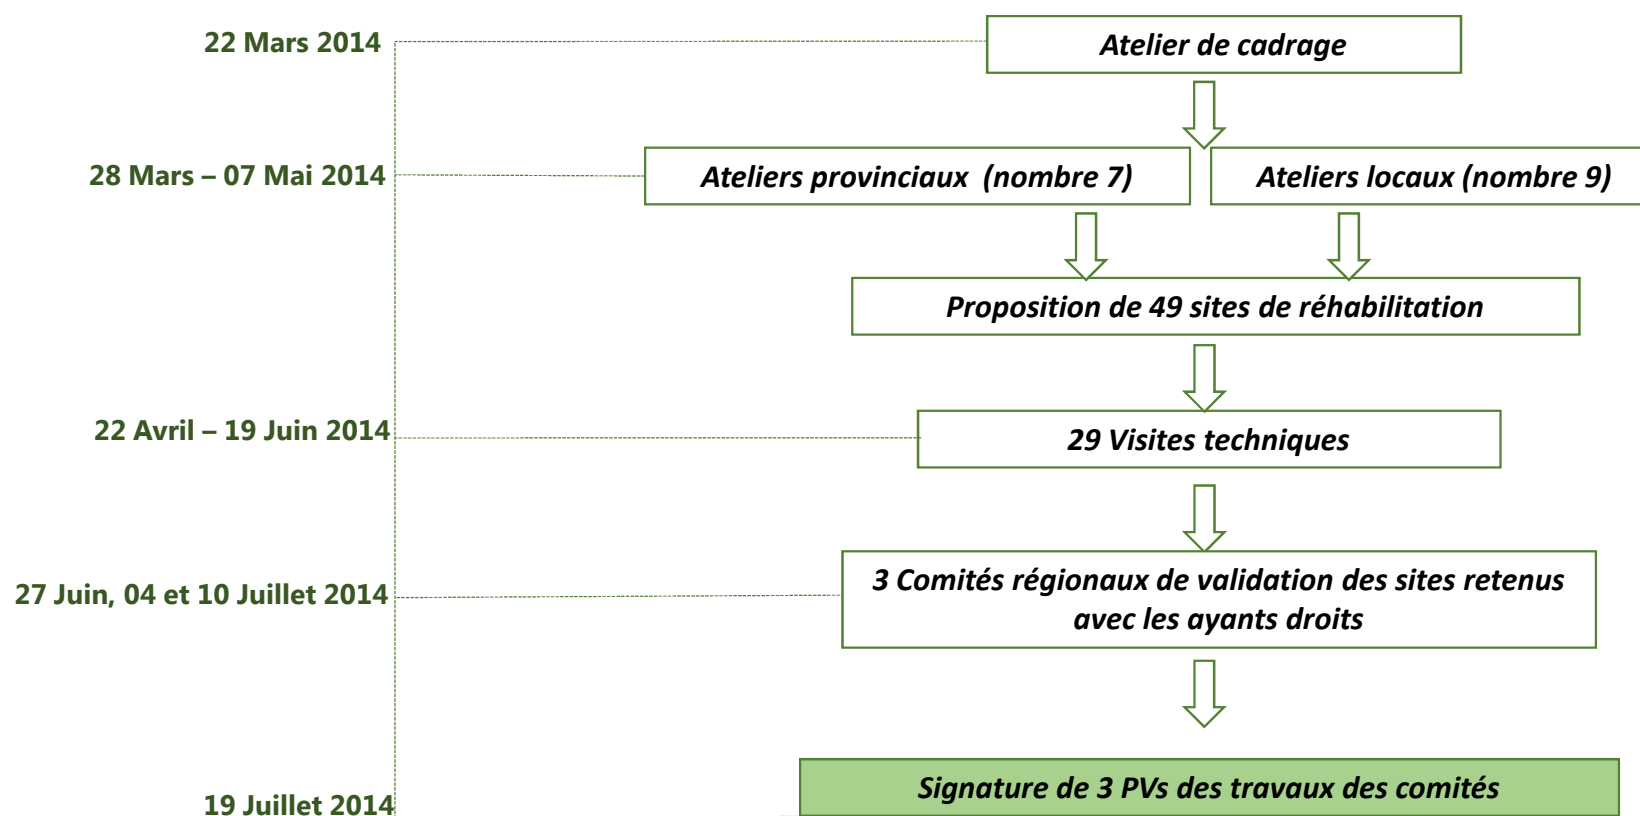 22 Mars 2014
Atelier de cadrage
28 Mars – 07 Mai 2014
Ateliers provinciaux (nombre 7)
Ateliers locaux (nombre 9)
Proposition de 49 sites de réhabilitation
22 Avril – 19 Juin 2014
29 Visites techniques
27 Juin, 04 et 10 Juillet 2014
3 Comités régionaux de validation des sites retenus
avec les ayants droits
19 Juillet 2014
Signature de 3 PVs des travaux des comités